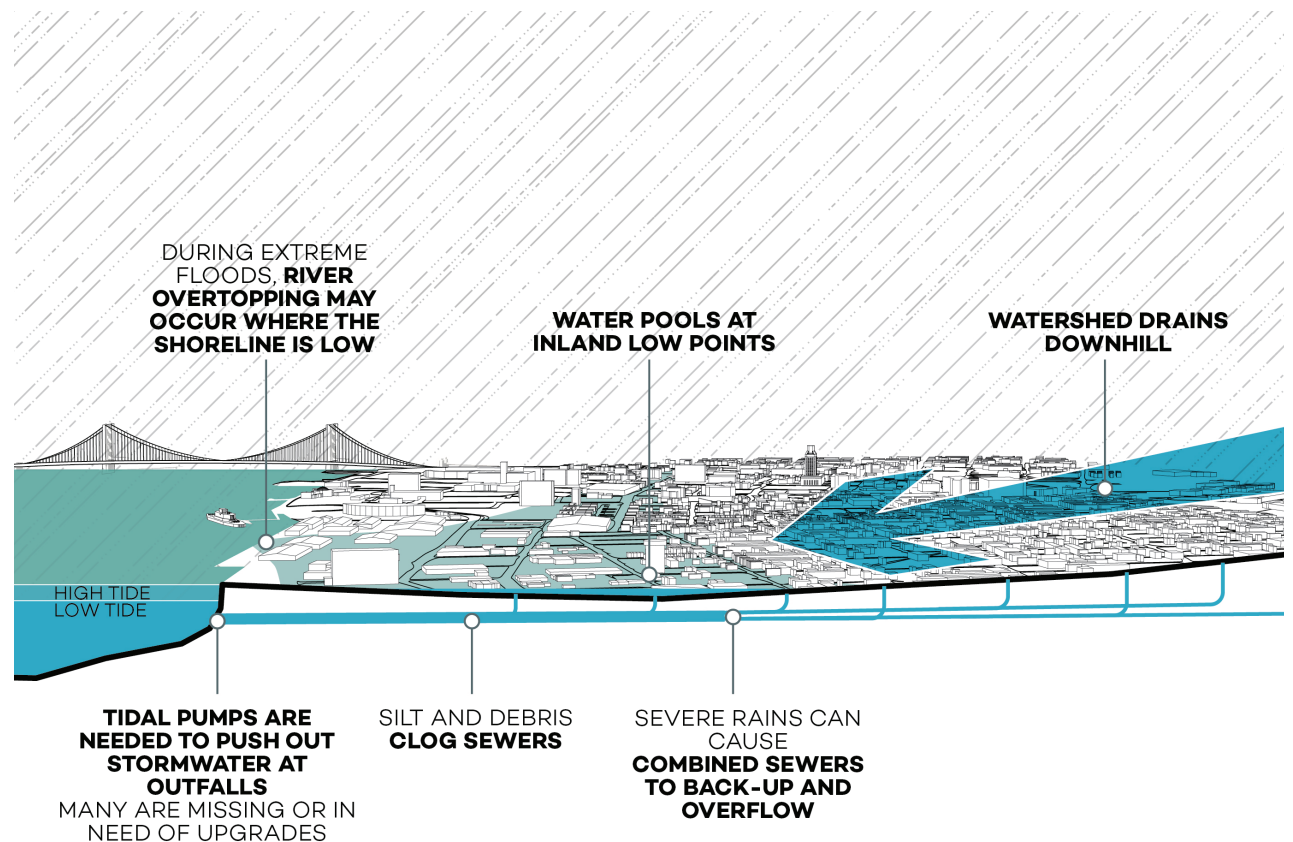 DURING EXTREME
FLOODS, RIVER
OVERTOPPING MAY
OCCUR WHERE THE
SHORELINE IS LOW
WATER POOLS AT
INLAND LOW POINTS
WATERSHED DRAINS
DOWNHILL
HIGH TIDE
LOW TIDE
TIDAL PUMPS ARE
NEEDED TO PUSH OUT
STORMWATER AT
OUTFALLS
MANY ARE MISSING OR IN
NEED OF UPGRADES
SILT AND DEBRIS
CLOG SEWERS
SEVERE RAINS CAN
CAUSE
COMBINED SEWERS
TO BACK-UP AND
OVERFLOW